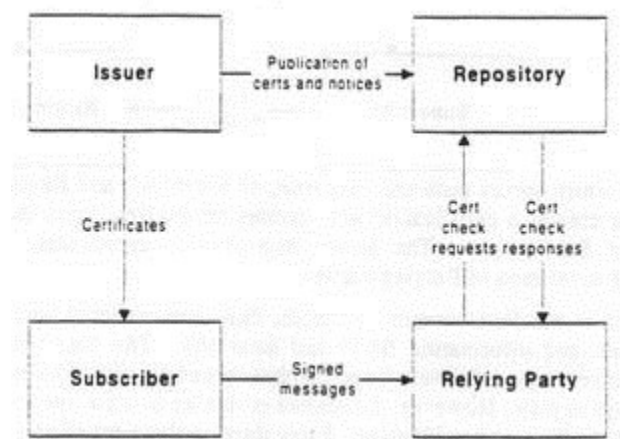 Issuer
Publication of
certs and notices
Repository
Certificates
Cert Cert
check check
requests responses
Subscriber
Signed
messages
Relying Party